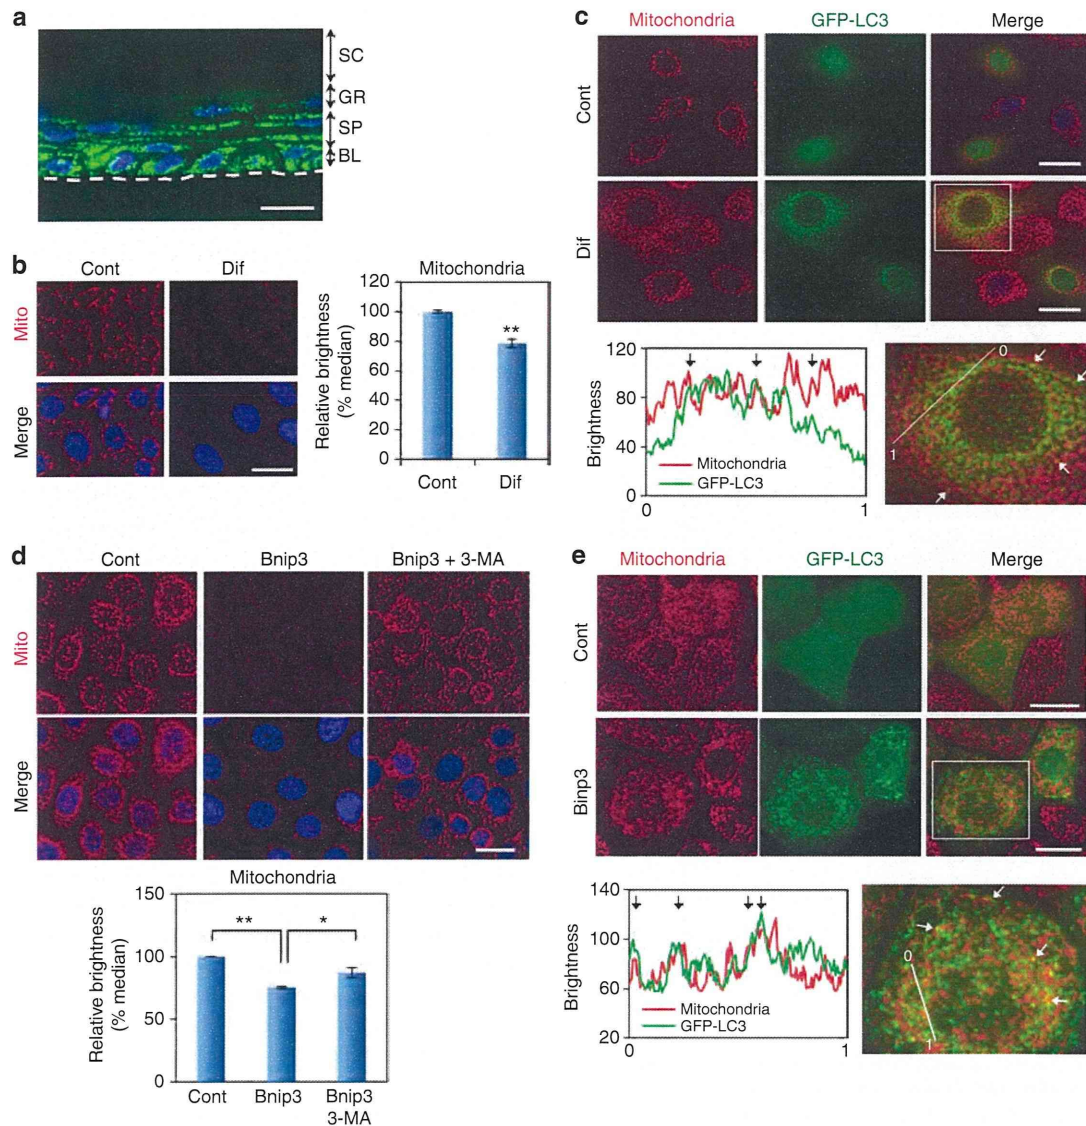 a
SC
GR
SP
BL
b
Cont
Dif
Mito
Merge
Mitochondria
Relative brightness
(% median)
120
100
80
60
40
20
0
**
Cont
Dif
c
Mitochondria
GFP-LC3
Merge
Cont
Dif
Brightness
120
80
40
0
Mitochondria
GFP-LC3
0
1
0
1
d
Cont
Bnip3
Bnip3 + 3-MA
Mito
Merge
Mitochondria
Relative brightness
(% median)
150
100
50
0
**
*
Cont
Bnip3
Bnip3
3-MA
e
Mitochondria
GFP-LC3
Merge
Cont
Binp3
Brightness
140
100
60
20
Mitochondria
GFP-LC3
0
1
0
1